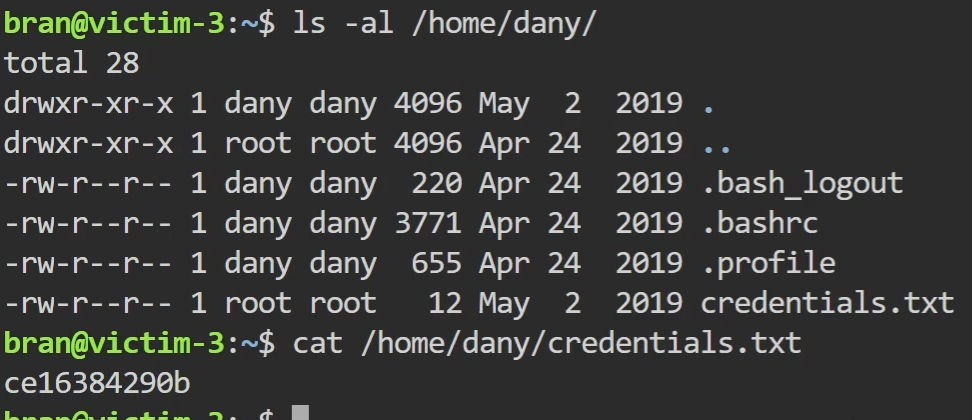 bran@victim-3:~$ ls -al /home/dany/
total 28
drwxr-xr-x 1 dany dany 4096 May  2  2019 .
drwxr-xr-x 1 root root 4096 Apr 24  2019 ..
-rw-r--r-- 1 dany dany  220 Apr 24  2019 .bash_logout
-rw-r--r-- 1 dany dany 3771 Apr 24  2019 .bashrc
-rw-r--r-- 1 dany dany  655 Apr 24  2019 .profile
-rw-r--r-- 1 root root   12 May  2  2019 credentials.txt
bran@victim-3:~$ cat /home/dany/credentials.txt
ce16384290b
bran@victim-3:~$